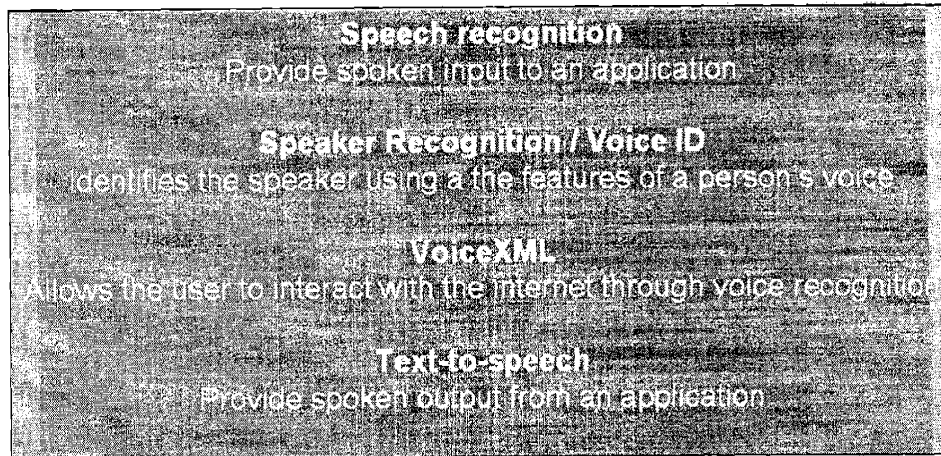 Speech recognition
Provide spoken input to an application
Speaker Recognition / Voice ID
Identifies the speaker using a the features of a person's voice
VoiceXML
Allows the user to interact with the internet through voice recognition
Text-to-speech
Provide spoken output from an application